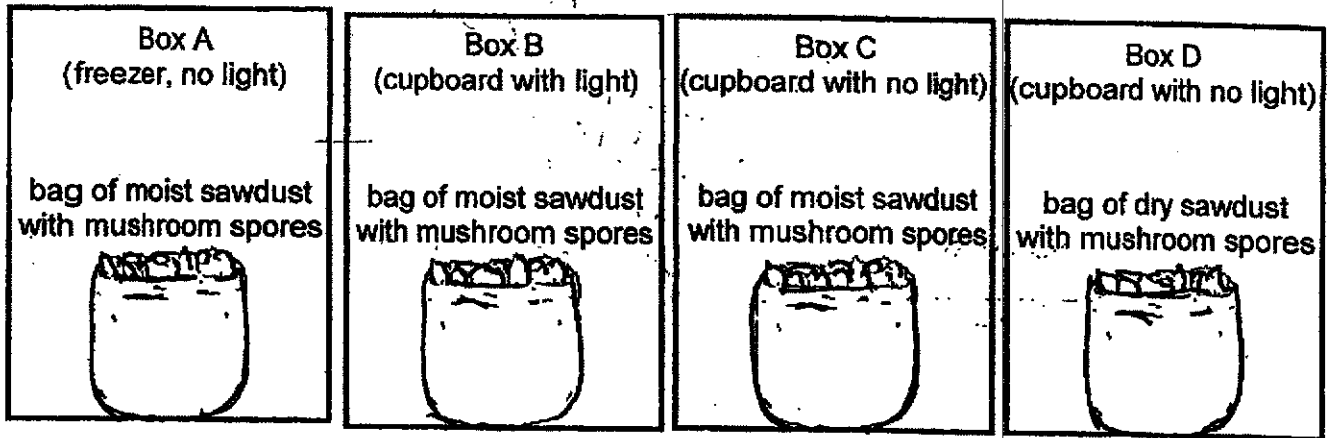 Box A
(freezer, no light)
bag of moist sawdust
with mushroom spores
Box B
(cupboard with light)
bag of moist sawdust
with mushroom spores
Box C
(cupboard with no light)
bag of moist sawdust
with mushroom spores
Box D
(cupboard with no light)
bag of dry sawdust
with mushroom spores